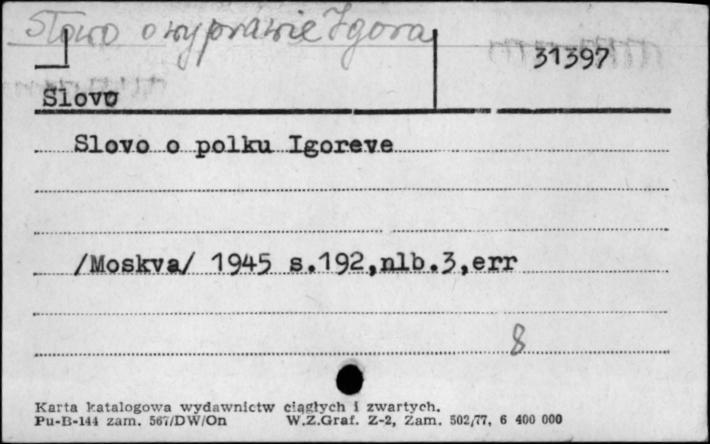 Słowo o wyprawie Igora
31397
Slovo
Slovo o polku Igoreve
/Moskva/ 1945 s.192,nlb.3,err
8
Karta katalogowa wydawnictw ciągłych i zwartych.
Pu-B-144 zam. 567/DW/On W.Z.Graf. Z-2, Zam. 502/77, 6 400 000